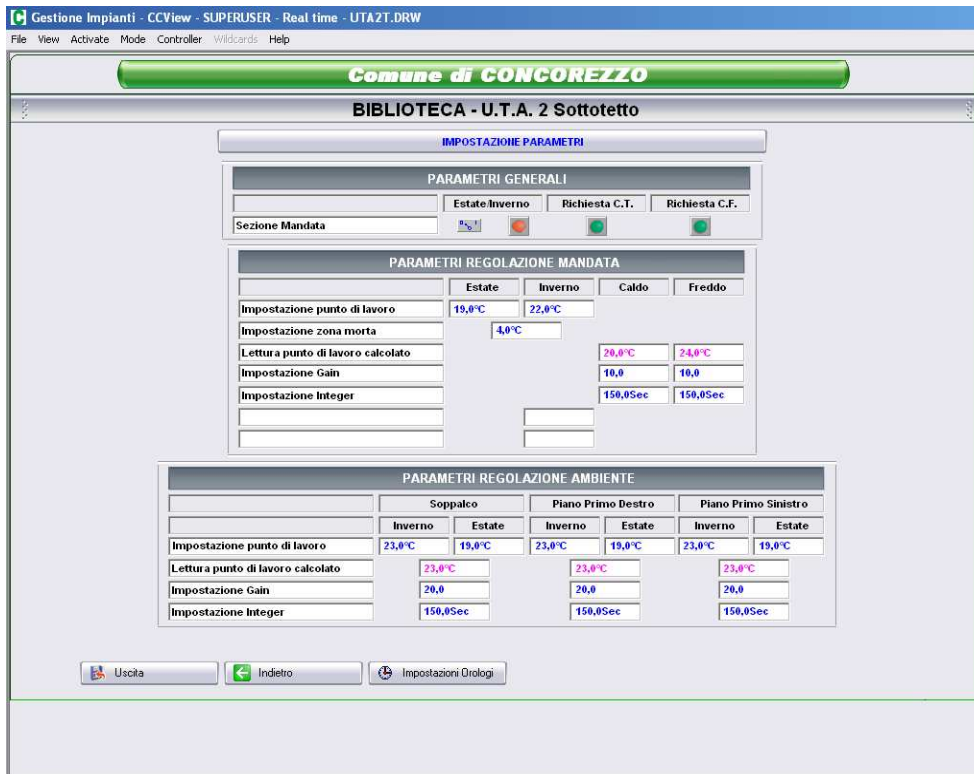 Gestione Impianti - CCView - SUPERUSER - Real time - UTA2T.DRW
File View Activate Mode Controller Wildcards Help
Comune di CONCOREZZO
BIBLIOTECA - U.T.A. 2 Sottotetto
IMPOSTAZIONE PARAMETRI
PARAMETRI GENERALI
Estate/Inverno Richiesta C.T. Richiesta C.F.
Sezione Mandata
PARAMETRI REGOLAZIONE MANDATA
Estate Inverno Caldo Freddo
Impostazione punto di lavoro 19,0°C 22,0°C
Impostazione zona morta 4,0°C
Lettura punto di lavoro calcolato 20,0°C 24,0°C
Impostazione Gain 10,0 10,0
Impostazione Integer 150,0Sec 150,0Sec
PARAMETRI REGOLAZIONE AMBIENTE
Soppalco Piano Primo Destro Piano Primo Sinistro
Inverno Estate Inverno Estate Inverno Estate
Impostazione punto di lavoro 23,0°C 19,0°C 23,0°C 19,0°C 23,0°C 19,0°C
Lettura punto di lavoro calcolato 23,0°C 23,0°C 23,0°C
Impostazione Gain 20,0 20,0 20,0
Impostazione Integer 150,0Sec 150,0Sec 150,0Sec
Uscita Indietro Impostazioni Orologi